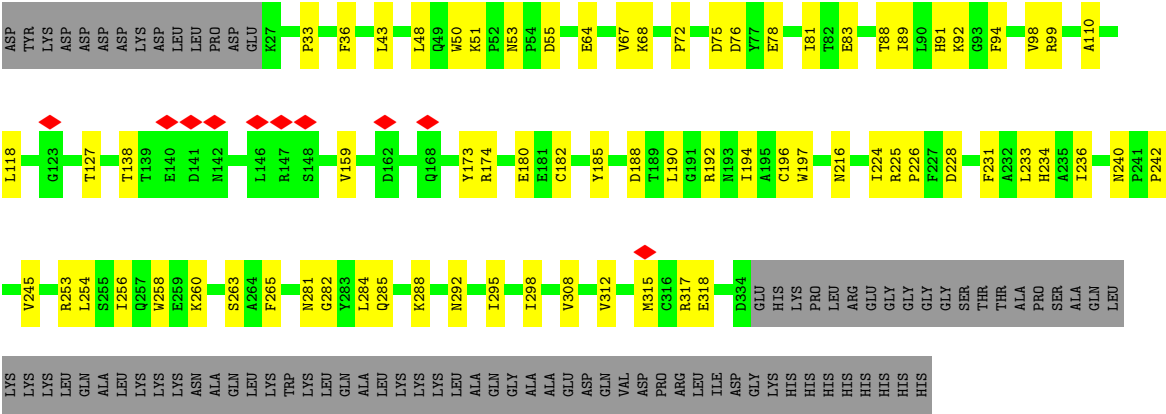 ASP TYR LYS ASP ASP ASP ASP LYS ASP LEU LEU PRO ASP GLU K27 P33 F36 L43 L48 Q49 W50 K51 P52 N53 P54 D55 E64 V67 K68 P72 D75 D76 Y77 E78 I81 T82 E83 T88 I89 L90 H91 K92 G93 F94 V98 R99 A110
L118 G123 T127 T138 T139 E140 D141 N142 L146 R147 S148 V159 D162 Q168 Y173 R174 E180 E181 C182 Y185 D188 T189 L190 G191 R192 N193 I194 A195 C196 W197 N216 I224 R225 P226 F227 D228 F231 A232 L233 H234 A235 I236 N240 P241 P242
V245 R253 L254 S255 I256 Q257 W258 E259 K260 S263 A264 F265 N281 G282 Y283 L284 Q285 K288 N292 I295 I298 V308 V312 M315 C316 R317 E318 D334 GLU HIS LYS PRO LEU ARG GLU GLY GLY GLY GLY SER THR THR ALA PRO SER ALA GLN LEU
LYS LYS LYS LEU GLN ALA LEU LYS LYS LYS ASN ALA GLN LEU LYS TRP LYS LEU GLN ALA LEU LYS LYS LYS LEU ALA GLN GLY ALA ALA GLU ASP GLN VAL ASP PRO ARG LEU ILE ASP GLY LYS HIS HIS HIS HIS HIS HIS HIS HIS